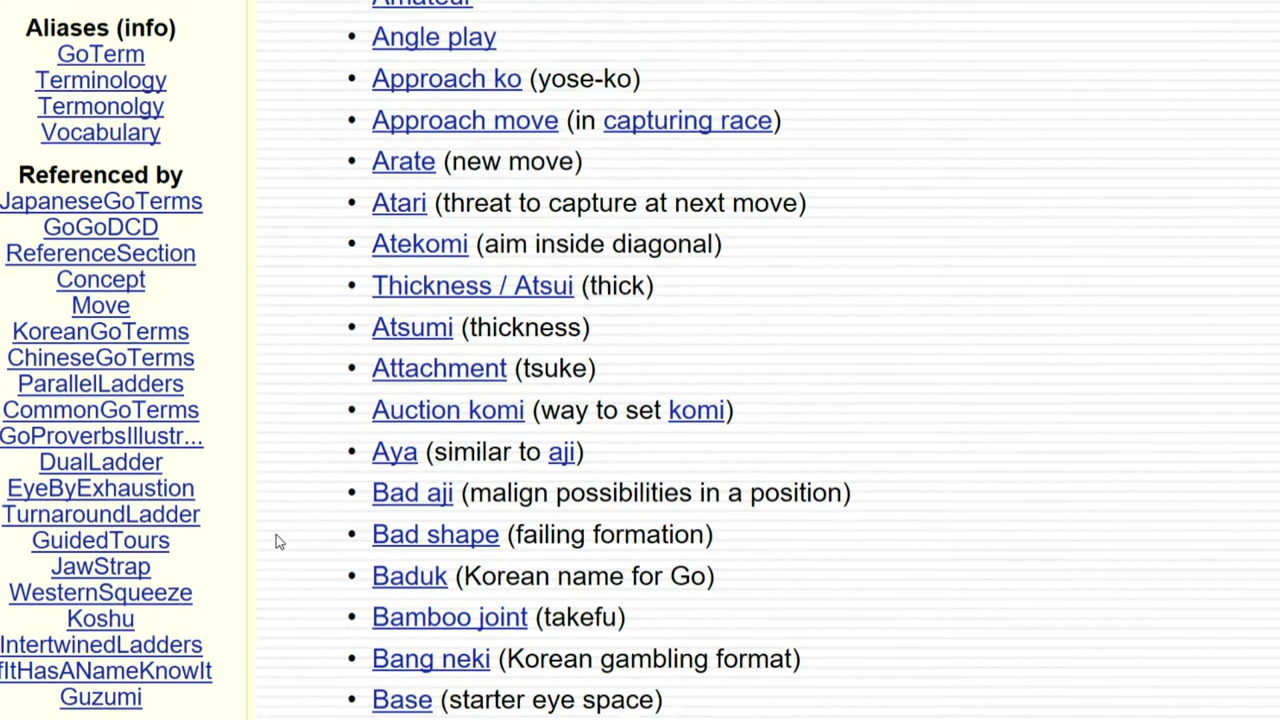 Aliases (info)
GoTerm
Terminology
Termonolgy
Vocabulary
Referenced by
JapaneseGoTerms
GoGoDCD
ReferenceSection
Concept
Move
KoreanGoTerms
ChineseGoTerms
ParallelLadders
CommonGoTerms
GoProverbsIllustr...
DualLadder
EyeByExhaustion
TurnaroundLadder
GuidedTours
JawStrap
WesternSqueeze
Koshu
IntertwinedLadders
fItHasANameKnowIt
Guzumi
Amateur
• Angle play
• Approach ko (yose-ko)
• Approach move (in capturing race)
• Arate (new move)
• Atari (threat to capture at next move)
• Atekomi (aim inside diagonal)
• Thickness / Atsui (thick)
• Atsumi (thickness)
• Attachment (tsuke)
• Auction komi (way to set komi)
• Aya (similar to aji)
• Bad aji (malign possibilities in a position)
• Bad shape (failing formation)
• Baduk (Korean name for Go)
• Bamboo joint (takefu)
• Bang neki (Korean gambling format)
• Base (starter eye space)